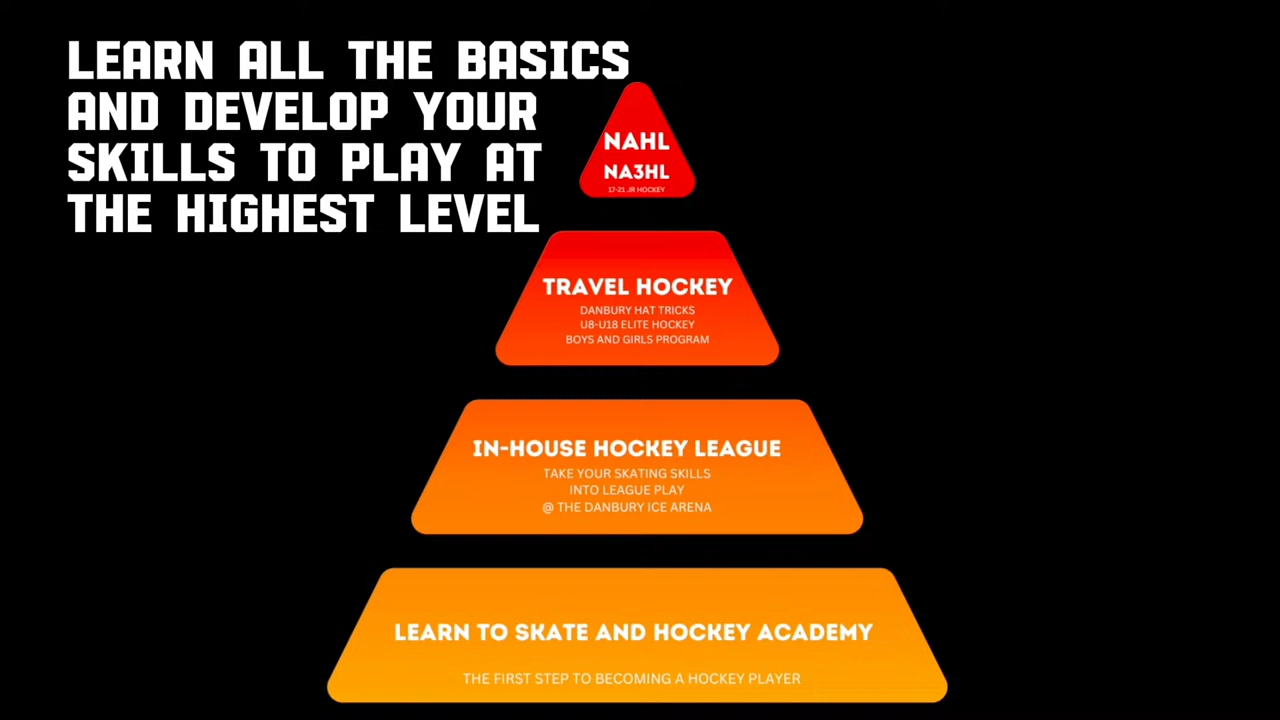 LEARN ALL THE BASICS
AND DEVELOP YOUR
SKILLS TO PLAY AT
THE HIGHEST LEVEL
NAHL
NA3HL
17-21 JR HOCKEY
TRAVEL HOCKEY
DANBURY HAT TRICKS
U8-U18 ELITE HOCKEY
BOYS AND GIRLS PROGRAM
IN-HOUSE HOCKEY LEAGUE
TAKE YOUR SKATING SKILLS
INTO LEAGUE PLAY
@ THE DANBURY ICE ARENA
LEARN TO SKATE AND HOCKEY ACADEMY
THE FIRST STEP TO BECOMING A HOCKEY PLAYER